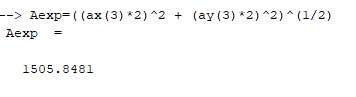 --> Aexp=((ax(3)*2)^2 + (ay(3)*2)^2)^(1/2)
Aexp  =
1505.8481